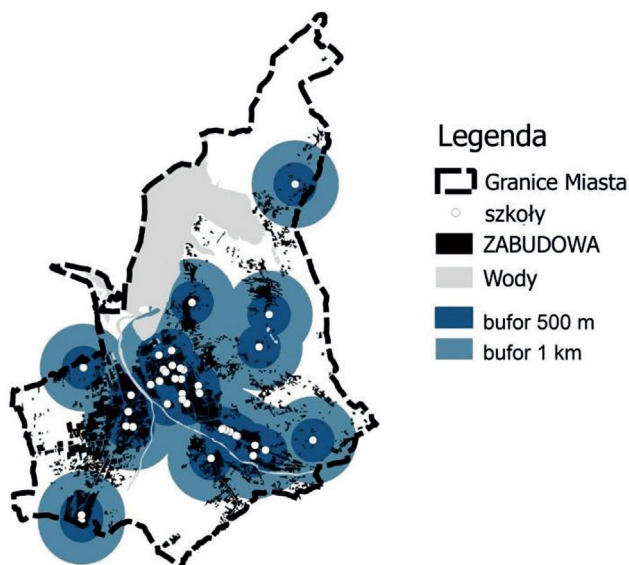 Legenda
Granice Miasta
szkoły
ZABUDOWA
Wody
bufor 500 m
bufor 1 km